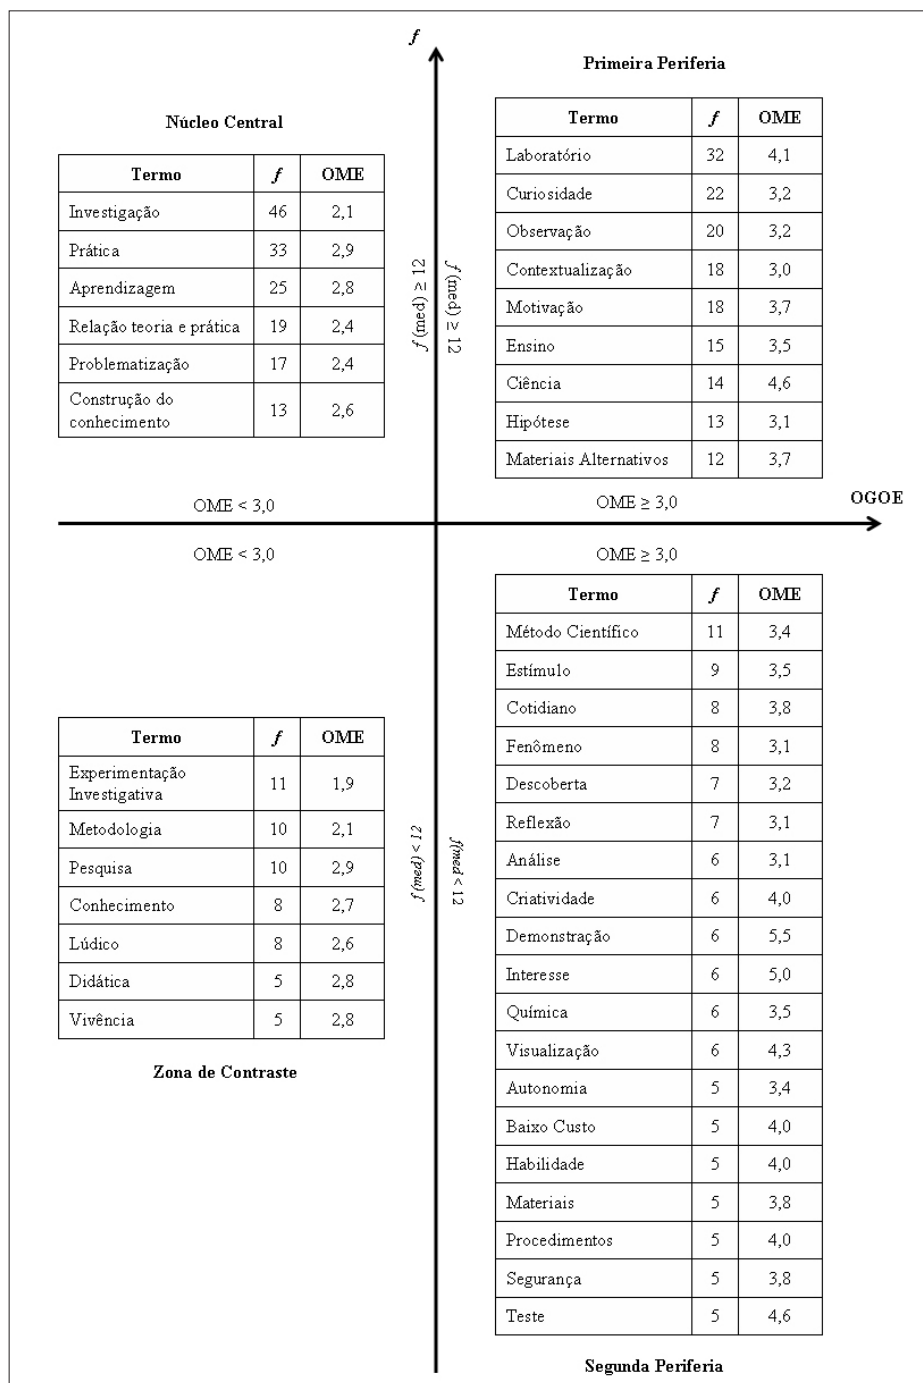 f
Primeira Periferia
Termo f OME
Laboratório 32 4,1
Curiosidade 22 3,2
Observação 20 3,2
Contextualização 18 3,0
Motivação 18 3,7
Ensino 15 3,5
Ciência 14 4,6
Hipótese 13 3,1
Materiais Alternativos 12 3,7
Núcleo Central
Termo f OME
Investigação 46 2,1
Prática 33 2,9
Aprendizagem 25 2,8
Relação teoria e prática 19 2,4
Problematização 17 2,4
Construção do
conhecimento 13 2,6
f (med) ≥ 12
f (med) ≥ 12
OME < 3,0
OME ≥ 3,0
OGOE
OME < 3,0
OME ≥ 3,0
Termo f OME
Experimentação
Investigativa 11 1,9
Metodologia 10 2,1
Pesquisa 10 2,9
Conhecimento 8 2,7
Lúdico 8 2,6
Didática 5 2,8
Vivência 5 2,8
Zona de Contraste
f (med) < 12
f(med < 12
Termo f OME
Método Científico 11 3,4
Estímulo 9 3,5
Cotidiano 8 3,8
Fenômeno 8 3,1
Descoberta 7 3,2
Reflexão 7 3,1
Análise 6 3,1
Criatividade 6 4,0
Demonstração 6 5,5
Interesse 6 5,0
Química 6 3,5
Visualização 6 4,3
Autonomia 5 3,4
Baixo Custo 5 4,0
Habilidade 5 4,0
Materiais 5 3,8
Procedimentos 5 4,0
Segurança 5 3,8
Teste 5 4,6
Segunda Periferia